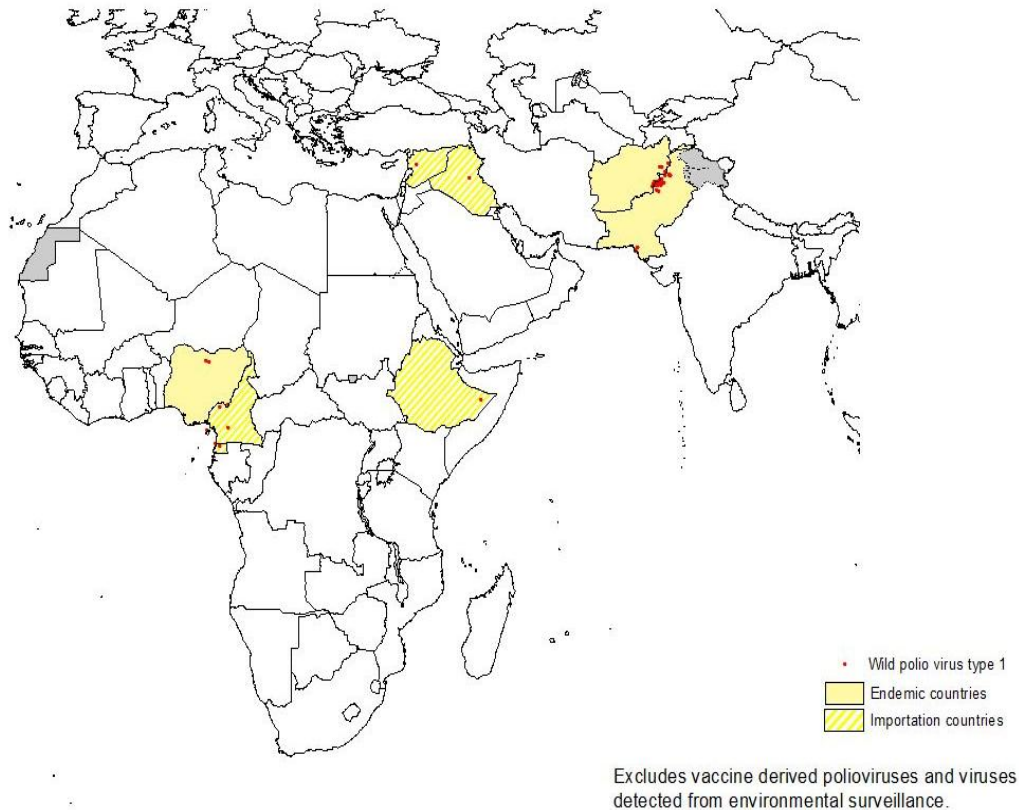 Wild polio virus type 1
Endemic countries
Importation countries
Excludes vaccine derived polioviruses and viruses
detected from environmental surveillance.